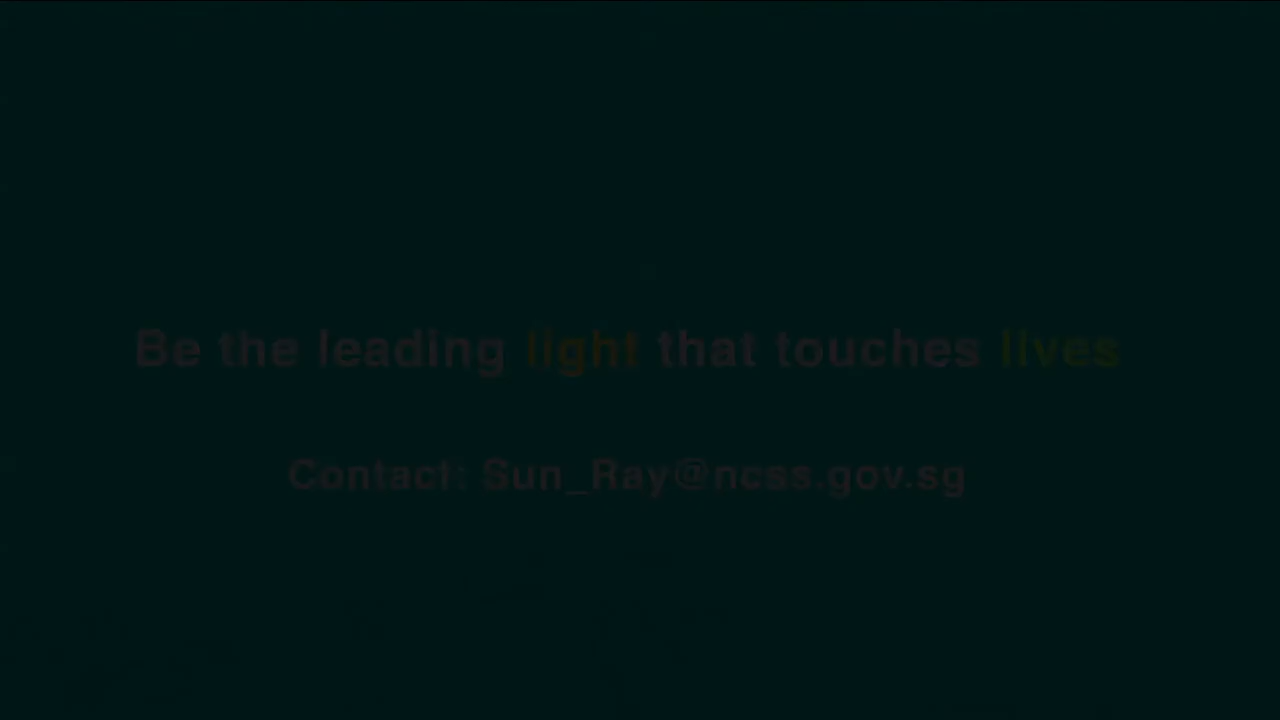 Be the leading light that touches lives
Contact: Sun_Ray@ncss.gov.sg